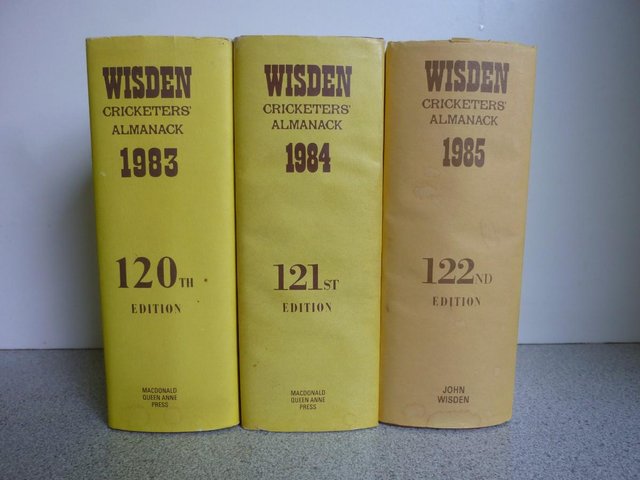 WISDEN
CRICKETERS'
ALMANACK
1983
120TH
EDITION
MACDONALD
QUEEN ANNE
PRESS
WISDEN
CRICKETERS'
ALMANACK
1984
121ST
EDITION
MACDONALD
QUEEN ANNE
PRESS
WISDEN
CRICKETERS'
ALMANACK
1985
122ND
EDITION
JOHN
WISDEN